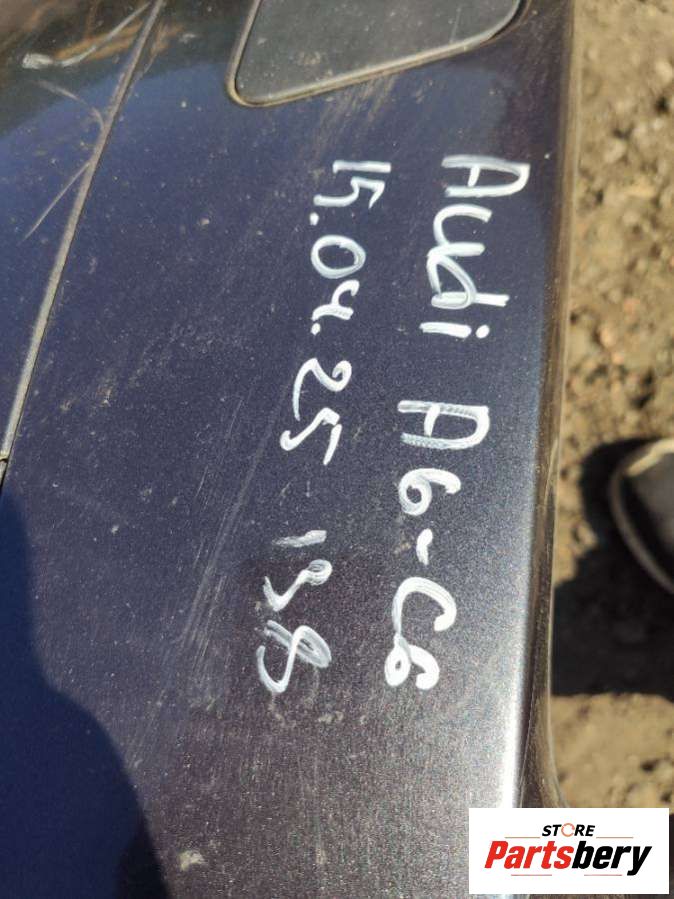 Audi A6-C6
15.04.25 138
STORE
Partsbery